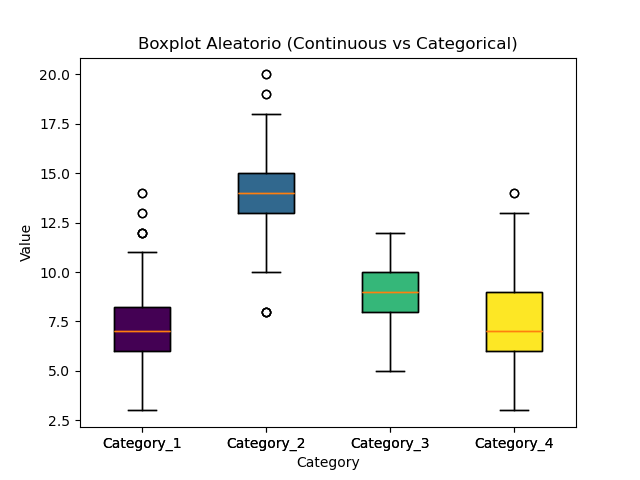 Boxplot Aleatorio (Continuous vs Categorical)
20.0
17.5
15.0
12.5
10.0
7.5
5.0
2.5
Value
Category_1 Category_2 Category_3 Category_4
Category